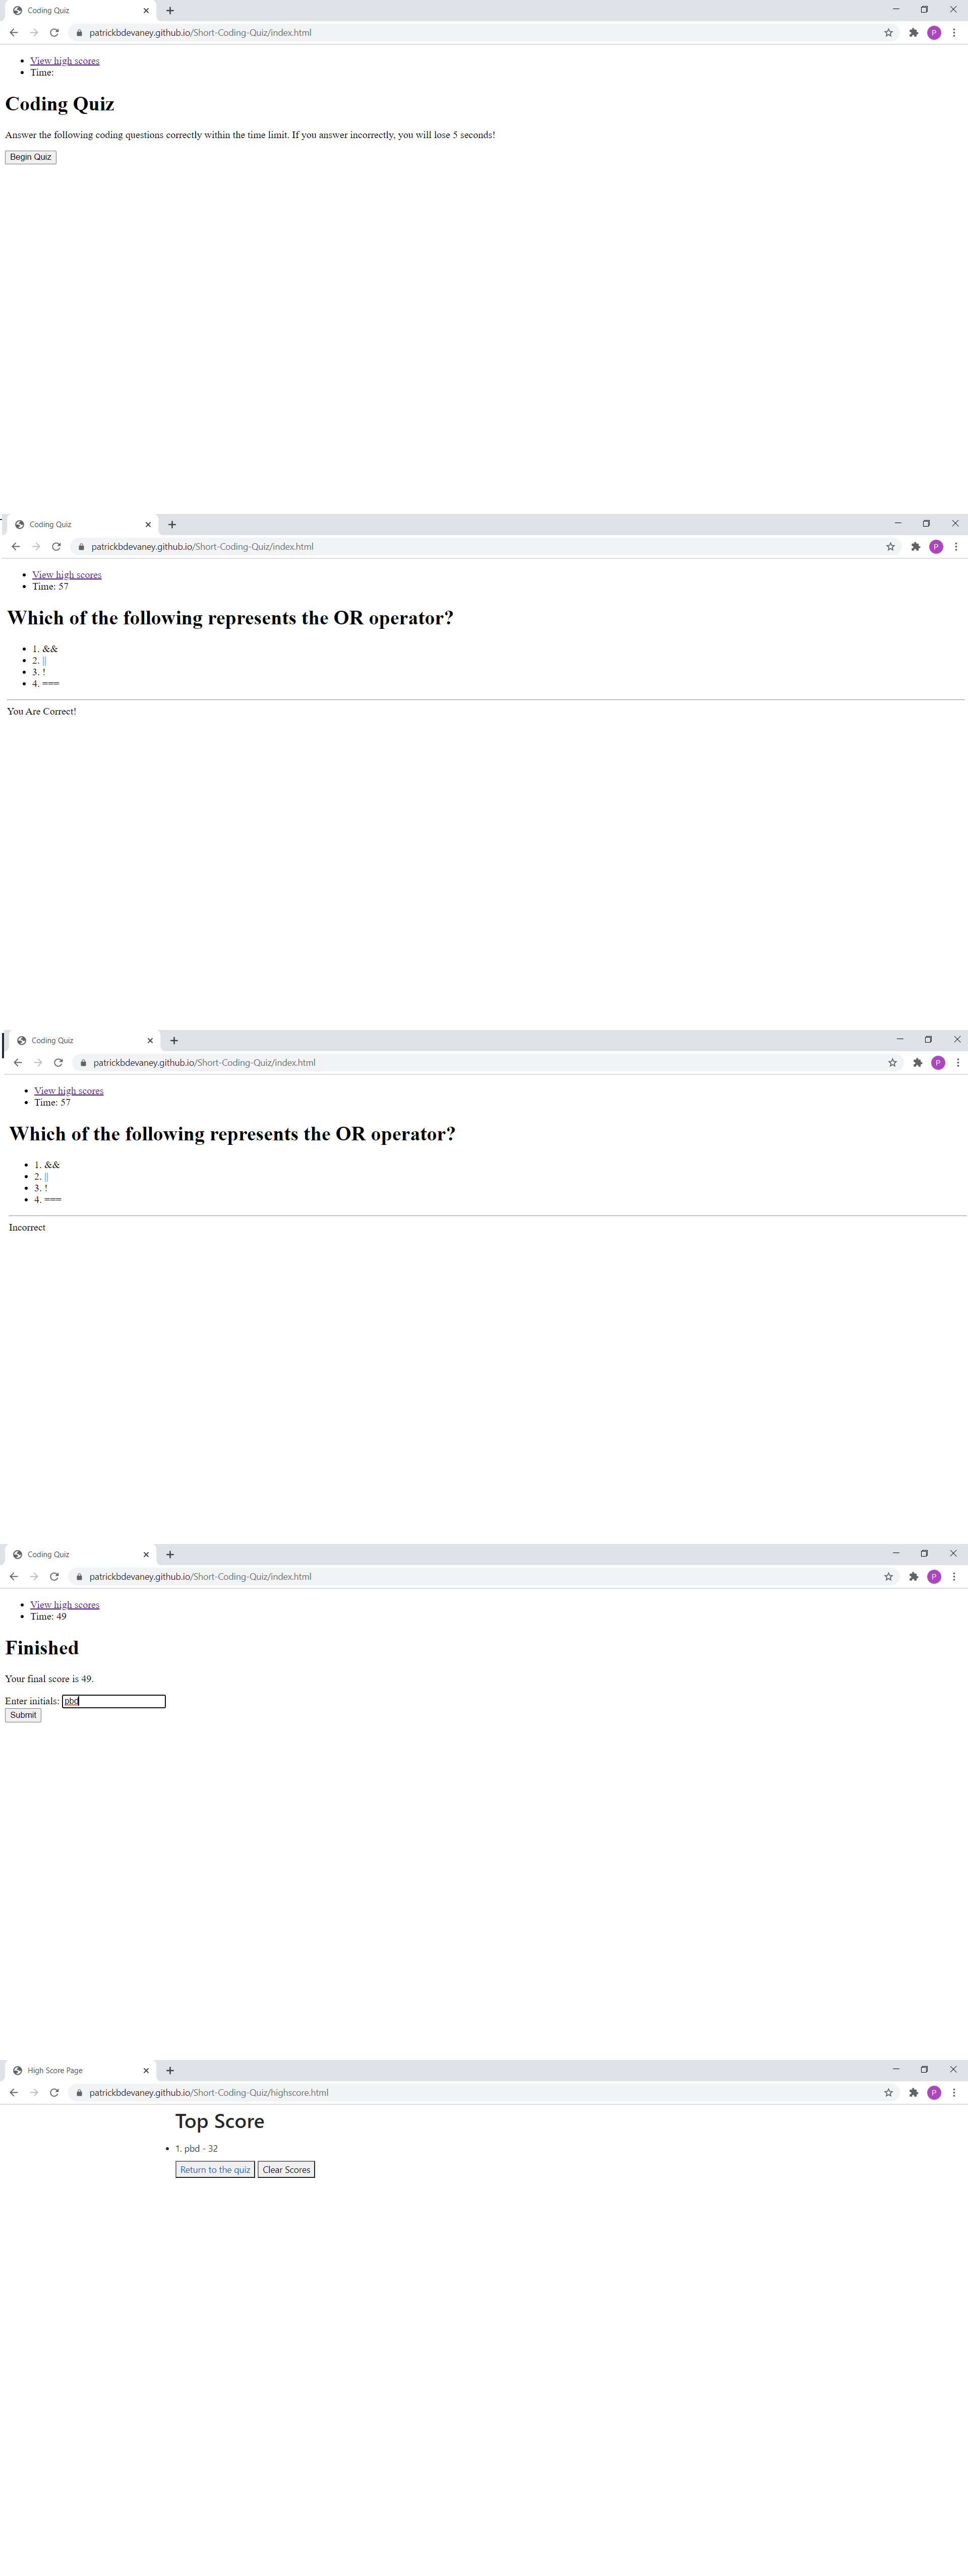 Coding Quiz
patrickbdevaney.github.io/Short-Coding-Quiz/index.html
P
View high scores
Time:
Coding Quiz
Answer the following coding questions correctly within the time limit. If you answer incorrectly, you will lose 5 seconds!
Begin Quiz
Coding Quiz
patrickbdevaney.github.io/Short-Coding-Quiz/index.html
P
View high scores
Time: 57
Which of the following represents the OR operator?
1. &&
2. ||
3. !
4. ===
You Are Correct!
Coding Quiz
patrickbdevaney.github.io/Short-Coding-Quiz/index.html
P
View high scores
Time: 57
Which of the following represents the OR operator?
1. &&
2. ||
3. !
4. ===
Incorrect
Coding Quiz
patrickbdevaney.github.io/Short-Coding-Quiz/index.html
P
View high scores
Time: 49
Finished
Your final score is 49.
Enter initials: pbd
Submit
High Score Page
patrickbdevaney.github.io/Short-Coding-Quiz/highscore.html
P
Top Score
1. pbd - 32
Return to the quiz Clear Scores